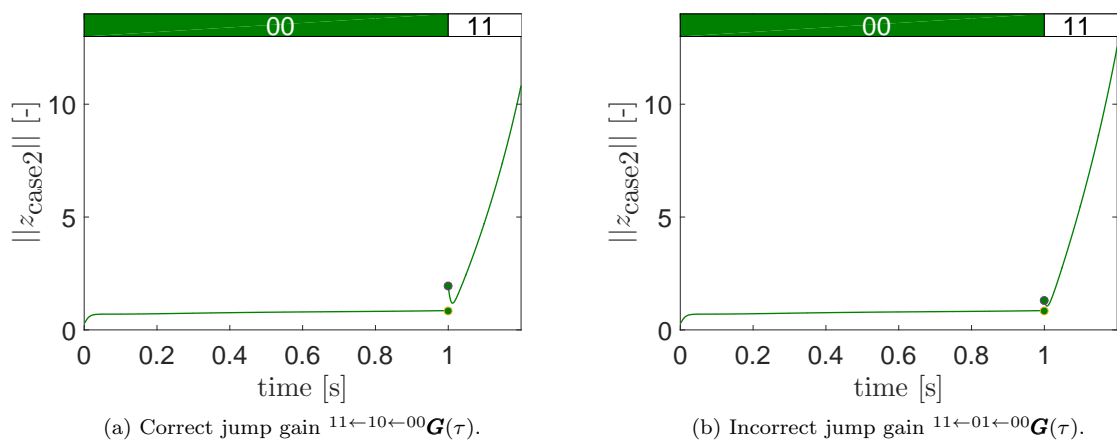 00 11
10
5
0
||z_case2|| [-]
0 0.2 0.4 0.6 0.8 1
time [s]
(a) Correct jump gain ¹¹←¹⁰←⁰⁰G(τ).
00 11
10
5
0
||z_case2|| [-]
0 0.2 0.4 0.6 0.8 1
time [s]
(b) Incorrect jump gain ¹¹←⁰¹←⁰⁰G(τ).